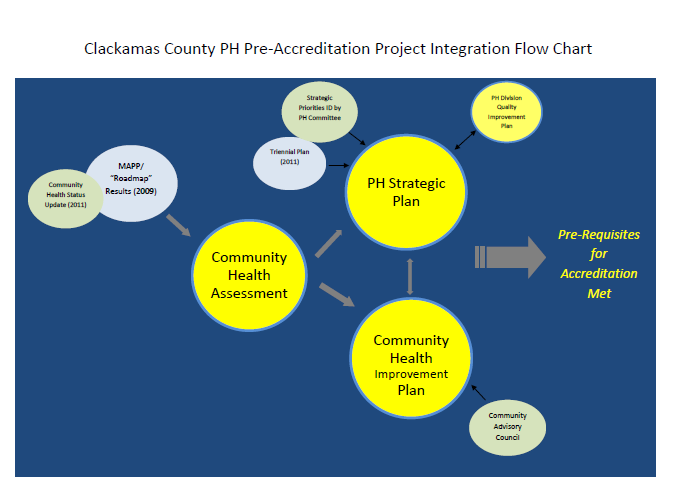 Clackamas County PH Pre-Accreditation Project Integration Flow Chart
Strategic
Priorities ID by
PH Committee
PH Division
Quality
Improvement
Plan
Triennial Plan
(2011)
MAPP/
"Roadmap"
Results (2009)
Community
Health Status
Update (2011)
PH Strategic
Plan
Community
Health
Assessment
Pre-Requisites
for
Accreditation
Met
Community
Health
Improvement
Plan
Community
Advisory
Council